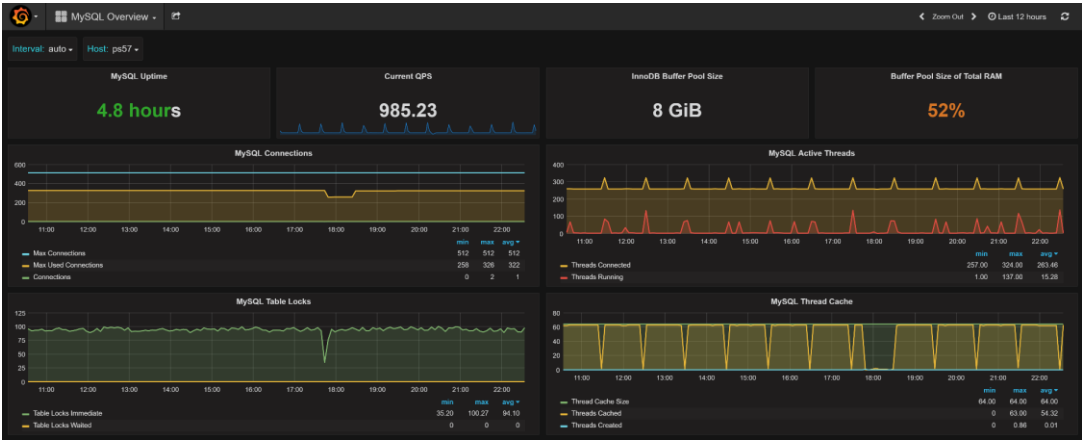 MySQL Overview
Zoom Out Last 12 hours
Interval: auto Host: ps57
MySQL Uptime
4.8 hours
Current QPS
985.23
InnoDB Buffer Pool Size
8 GiB
Buffer Pool Size of Total RAM
52%
MySQL Connections
600
400
200
0
11:00 12:00 13:00 14:00 15:00 16:00 17:00 18:00 19:00 20:00 21:00 22:00
min max avg
Max Connections 512 512 512
Max Used Connections 258 326 322
Connections 0 2 1
MySQL Active Threads
400
300
200
100
0
11:00 12:00 13:00 14:00 15:00 16:00 17:00 18:00 19:00 20:00 21:00 22:00
min max avg
Threads Connected 257.00 324.00 263.46
Threads Running 1.00 137.00 15.28
MySQL Table Locks
125
100
75
50
25
0
11:00 12:00 13:00 14:00 15:00 16:00 17:00 18:00 19:00 20:00 21:00 22:00
min max avg
Table Locks Immediate 35.20 100.27 94.10
Table Locks Waited 0 0 0
MySQL Thread Cache
80
60
40
20
0
11:00 12:00 13:00 14:00 15:00 16:00 17:00 18:00 19:00 20:00 21:00 22:00
min max avg
Thread Cache Size 64.00 64.00 64.00
Threads Cached 0 63.00 54.32
Threads Created 0 0.86 0.01